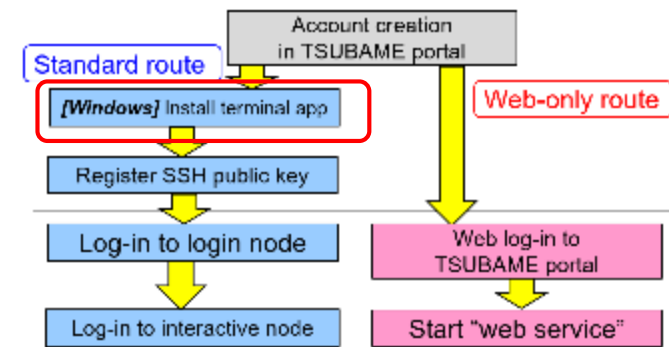 Account creation
in TSUBAME portal
Standard route
[Windows] Install terminal app
Web-only route
Register SSH public key
Log-in to login node
Web log-in to
TSUBAME portal
Log-in to interactive node
Start "web service"